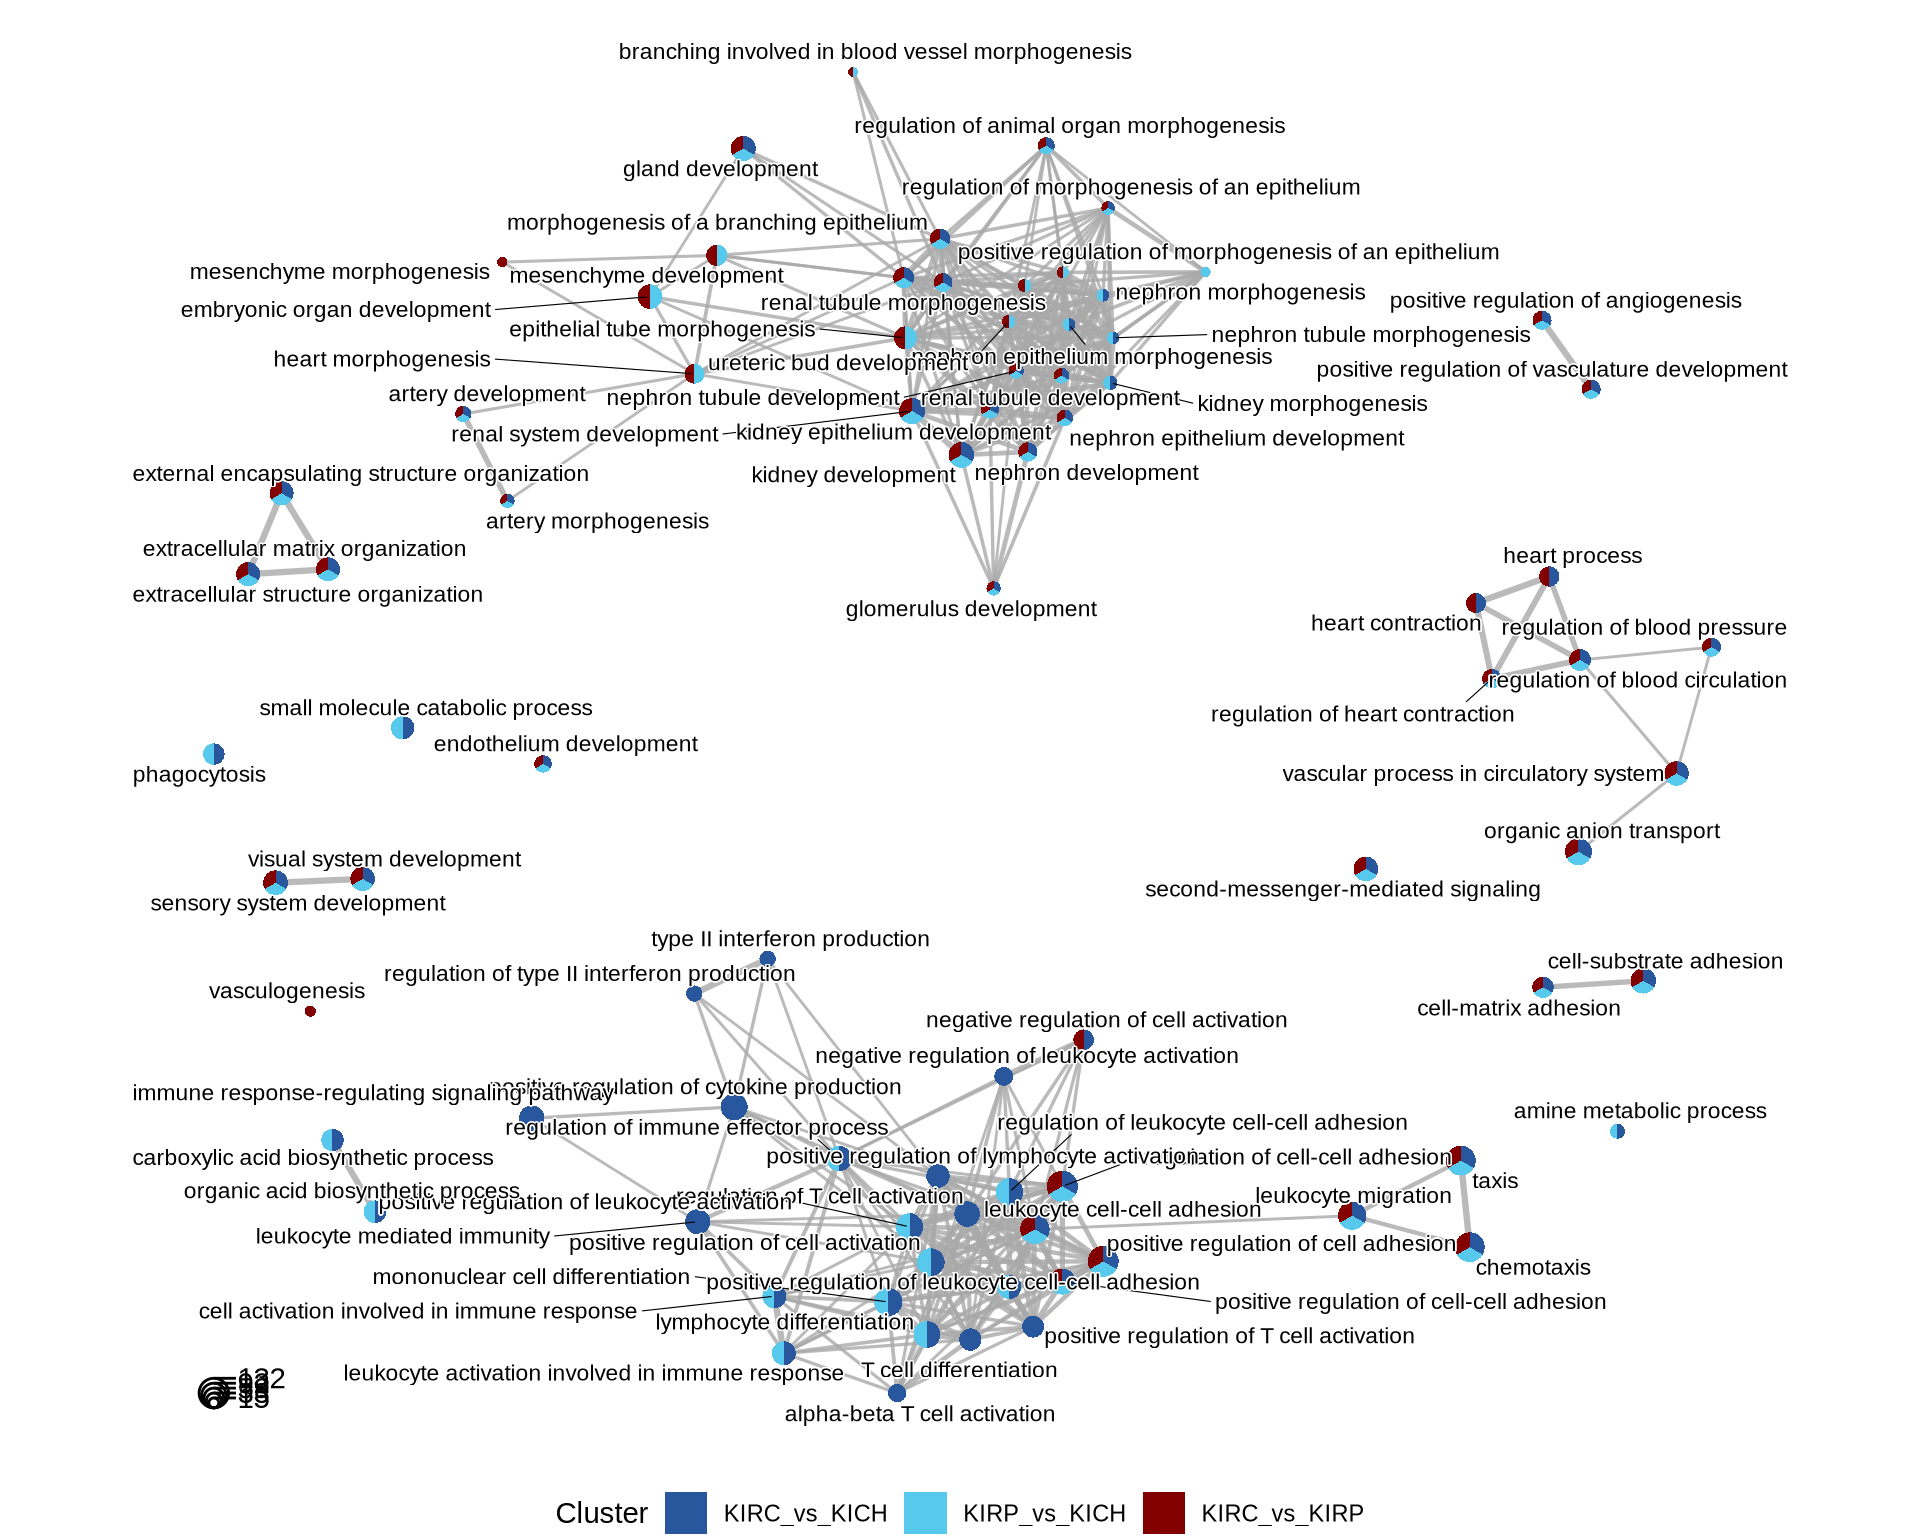 branching involved in blood vessel morphogenesis
regulation of animal organ morphogenesis
gland development
regulation of morphogenesis of an epithelium
morphogenesis of a branching epithelium
positive regulation of morphogenesis of an epithelium
mesenchyme morphogenesis
mesenchyme development
nephron morphogenesis
positive regulation of angiogenesis
renal tubule morphogenesis
embryonic organ development
epithelial tube morphogenesis
nephron tubule morphogenesis
heart morphogenesis
ureteric bud development
nephron epithelium morphogenesis
positive regulation of vasculature development
artery development
nephron tubule development
renal tubule development
kidney morphogenesis
renal system development
kidney epithelium development
nephron epithelium development
external encapsulating structure organization
kidney development
nephron development
artery morphogenesis
extracellular matrix organization
heart process
extracellular structure organization
glomerulus development
heart contraction
regulation of blood pressure
regulation of blood circulation
small molecule catabolic process
regulation of heart contraction
endothelium development
phagocytosis
vascular process in circulatory system
organic anion transport
visual system development
second-messenger-mediated signaling
sensory system development
type II interferon production
regulation of type II interferon production
cell-substrate adhesion
vasculogenesis
cell-matrix adhesion
negative regulation of cell activation
negative regulation of leukocyte activation
immune response-regulating signaling pathway
positive regulation of cytokine production
amine metabolic process
regulation of immune effector process
regulation of leukocyte cell-cell adhesion
carboxylic acid biosynthetic process
positive regulation of lymphocyte activation
regulation of cell-cell adhesion
taxis
organic acid biosynthetic process
positive regulation of leukocyte activation
regulation of T cell activation
leukocyte migration
leukocyte cell-cell adhesion
leukocyte mediated immunity
positive regulation of cell activation
positive regulation of cell adhesion
chemotaxis
mononuclear cell differentiation
positive regulation of leukocyte cell-cell adhesion
cell activation involved in immune response
positive regulation of cell-cell adhesion
lymphocyte differentiation
positive regulation of T cell activation
leukocyte activation involved in immune response
T cell differentiation
132
15
alpha-beta T cell activation
Cluster
KIRC_vs_KICH
KIRP_vs_KICH
KIRC_vs_KIRP